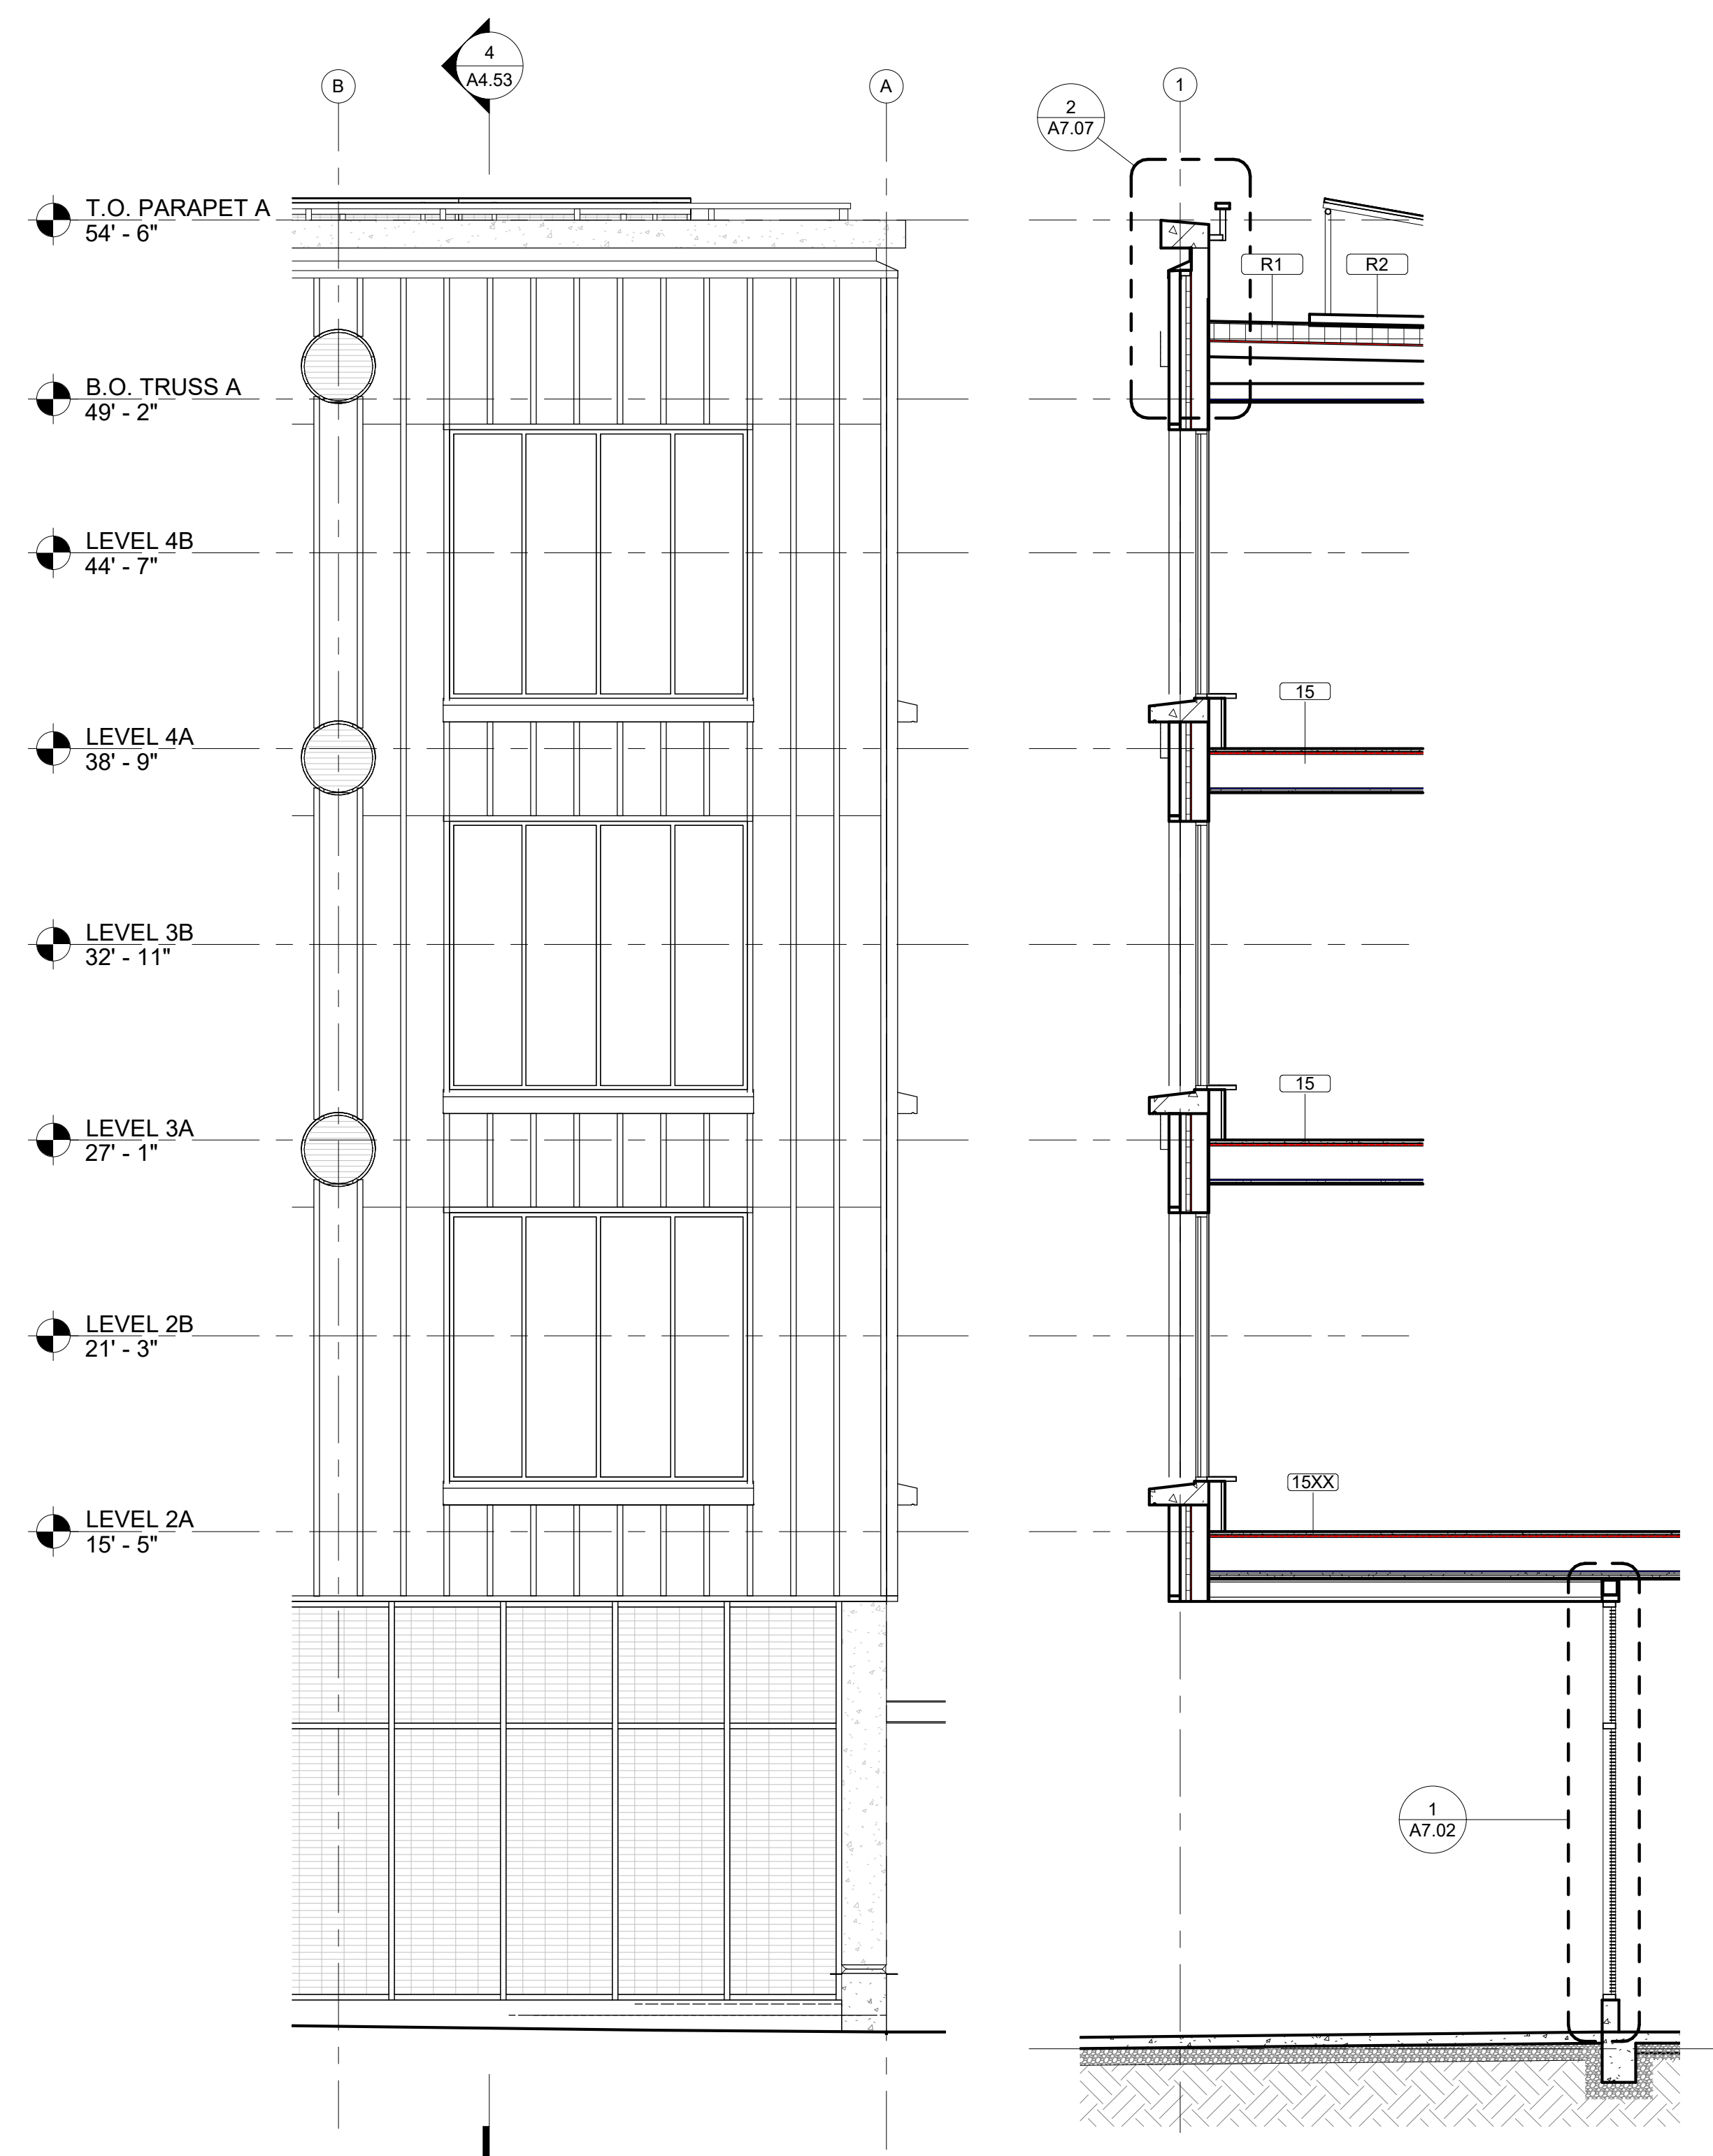 4
A4.53
B
A
1
2
A7.07
T.O. PARAPET A
54' - 6"
R1
R2
B.O. TRUSS A
49' - 2"
LEVEL 4B
44' - 7"
15
LEVEL 4A
38' - 9"
LEVEL 3B
32' - 11"
15
LEVEL 3A
27' - 1"
LEVEL 2B
21' - 3"
15XX
LEVEL 2A
15' - 5"
1
A7.02